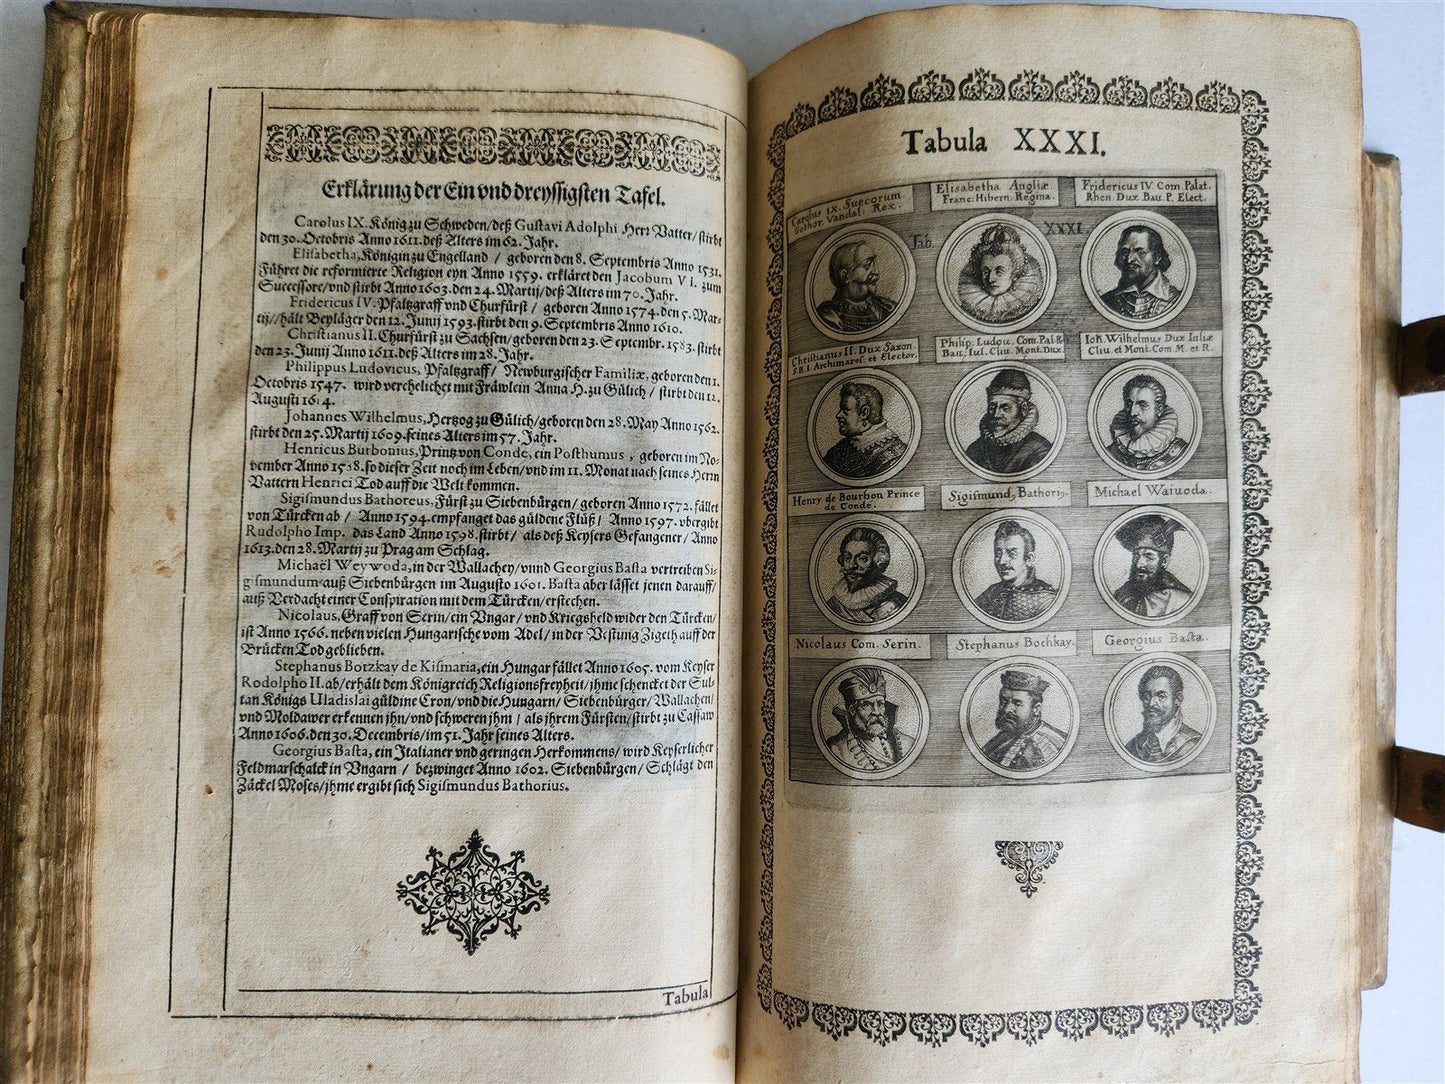 Erklärung der Ein vnd dreyssigsten Tafel.
Carolus IX. König zu Schweden/deß Gustavi Adolphi Herr Vatter/stirbt
den 30. Octobris Anno 1611. deß Alters im 62. Jahr.
Elisabetha, Königin zu Engelland / geboren den 8. Septembris Anno 1531.
Führet die reformierte Religion eyn Anno 1559. erkläret den Jacobum VI. zum
Successore/vnd stirbt Anno 1603. den 24. Martij/deß Alters im 70. Jahr.
Fridericus IV. Pfaltzgraff vnd Churfürst / geboren Anno 1574. den 5. Mar-
tij/hält Beyläger den 12. Junij 1593. stirbt den 9. Septembris Anno 1610.
Christianus II. Churfürst zu Sachsen/geboren den 23. Septembr. 1583. stirbt
den 23. Junij Anno 1611. deß Alters im 28. Jahr.
Philippus Ludovicus, Pfaltzgraff/ Newburgischer Familiæ, geboren den 1.
Octobris 1547. wird verehelichet mit Fräwlein Anna H. zu Gülich / stirbt den 12.
Augusti 1614.
Johannes Wilhelmus, Hertzog zu Gülich/geboren den 28. May Anno 1562.
stirbt den 25. Martij 1609. seines Alters im 57. Jahr.
Henricus Burbonius, Printz von Conde, ein Posthumus, geboren im No-
vember Anno 1588. so dieser Zeit noch im Leben/vnd im 11. Monat nach seines Herrn
Vattern Henrici Tod auff die Welt kommen.
Sigismundus Bathoreus, Fürst zu Siebenbürgen/geboren Anno 1572. fället
von Türcken ab / Anno 1594. empfanget das güldene Flüß/ Anno 1597. vbergibt
Rudolpho Imp. das Land Anno 1598. stirbt/ als deß Keysers Gefangener/Anno
1613. den 28. Martij zu Prag am Schlag.
Michaël Weywoda, in der Wallachey/vnnd Georgius Basta vertreiben Si-
gismundum auß Siebenbürgen im Augusto 1601. Basta aber lässet jenen darauff/
auß Verdacht einer Conspiration mit dem Türcken/erstechen.
Nicolaus, Graff von Serin/ein Vngar/vnd Kriegsheld wider den Türcken/
ist Anno 1566. neben vielen Hungarische vom Adel/in der Vestung Zigeth auff der
Brücken Tod geblieben.
Stephanus Botzkay de Kismaria, ein Hungar fället Anno 1605. vom Keyser
Rodolpho II. ab/erhält dem Königreich Religionsfreyheit/jhme schencket der Sul-
tan Königs Uladislai güldine Cron/vnd die Hungarn/Siebenbürger/Wallachen/
vnd Moldawer erkennen jhn/vnd schweren jhm / als jhrem Fürsten/stirbt zu Cassaw
Anno 1606. den 30. Decembris/im 51. Jahr seines Alters.
Georgius Basta, ein Italianer vnd geringen Herkommens/wird Keyserlicher
Feldmarschalck in Vngarn / bezwinget Anno 1602. Siebenbürgen/Schlägt den
Zäckel Moses/jhme ergibt sich Sigismundus Bathorius.
Tabula
Tabula XXXI.
Carolus IX. Suecorum
Gothor. Vandal: Rex.
Elisabetha Angliæ
Franc: Hibern. Regina.
Fridericus IV. Com. Palat.
Rhen. Dux Bau. P. Elect.
Tab. XXXI
Christianus II. Dux Saxon
S. R. I. Archimares: et Elector.
Philip: Ludou. Com. Pal. R
Bau. Iul. Cliu. Mont. Dux.
Ioh. Wilhelmus Dux Iuliæ
Cliu. et Mont. Com. M. et R.
Henry de Bourbon Prince
de Conde.
Sigismund, Bathoriꝰ.
Michael Waiuoda.
Nicolaus Com. Serin.
Stephanus Bochkay.
Georgius Basta.